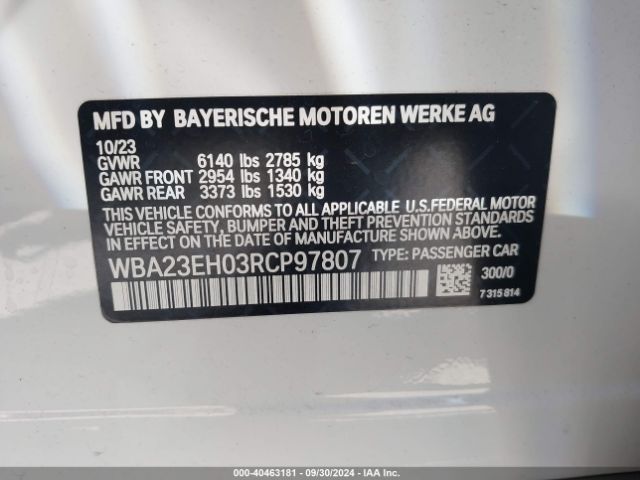 MFD BY BAYERISCHE MOTOREN WERKE AG
10/23
GVWR 6140 lbs 2785 kg
GAWR FRONT 2954 lbs 1340 kg
GAWR REAR 3373 lbs 1530 kg
THIS VEHICLE CONFORMS TO ALL APPLICABLE U.S.FEDERAL MOTOR
VEHICLE SAFETY, BUMPER AND THEFT PREVENTION STANDARDS
IN EFFECT ON THE DATE OF MANUFACTURE SHOWN ABOVE.
WBA23EH03RCP97807 TYPE: PASSENGER CAR
300/0
7 315 814
000-40463181 - 09/30/2024 - IAA Inc.